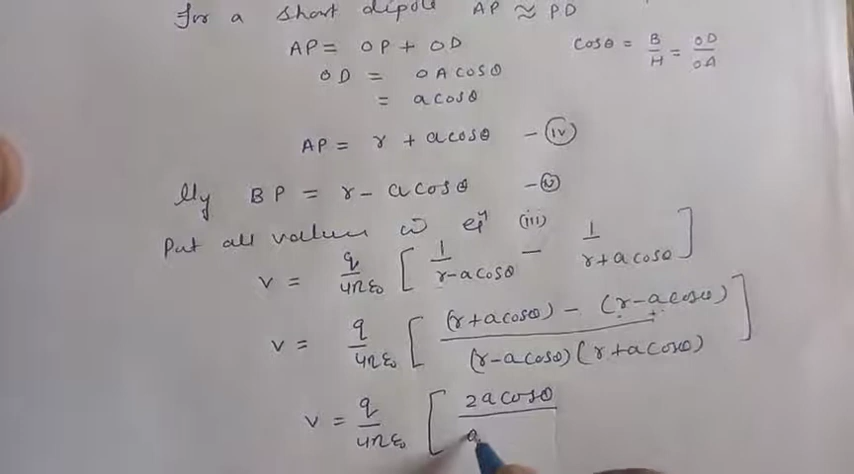 For a short dipole AP ≈ PD
AP = OP + OD
cosθ = B/H = OD/OA
OD = OA cosθ
= a cosθ
AP = r + a cosθ - (iv)
lly BP = r - a cosθ - (v)
Put all values in eqn (iii)
V = q/4πε₀ [ 1/r-a cosθ - 1/r+a cosθ ]
V = q/4πε₀ [ (r+a cosθ) - (r-a cosθ) / (r-a cosθ)(r+a cosθ) ]
V = q/4πε₀ [ 2a cosθ